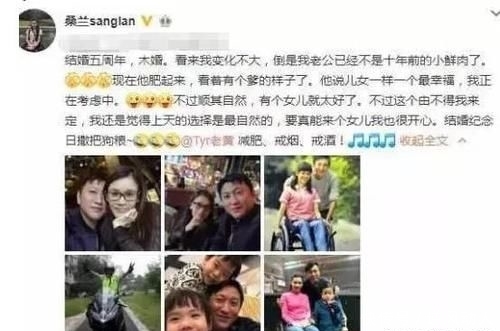 桑兰sanglan
结婚五周年，木婚。看来我变化不大，倒是我老公已经不是十年前的小鲜肉了。
现在他肥起来，看着有个爹的样子了。他说儿女一样一个最幸福，我正
在考虑中。不过顺其自然，有个女儿就太好了。不过这个由不得我来
定，我还是觉得上天的选择是最自然的，要真能来个女儿我也很开心。结婚纪念
日撒把狗粮~@Tyr老黄 减肥、戒烟、戒酒！收起全文